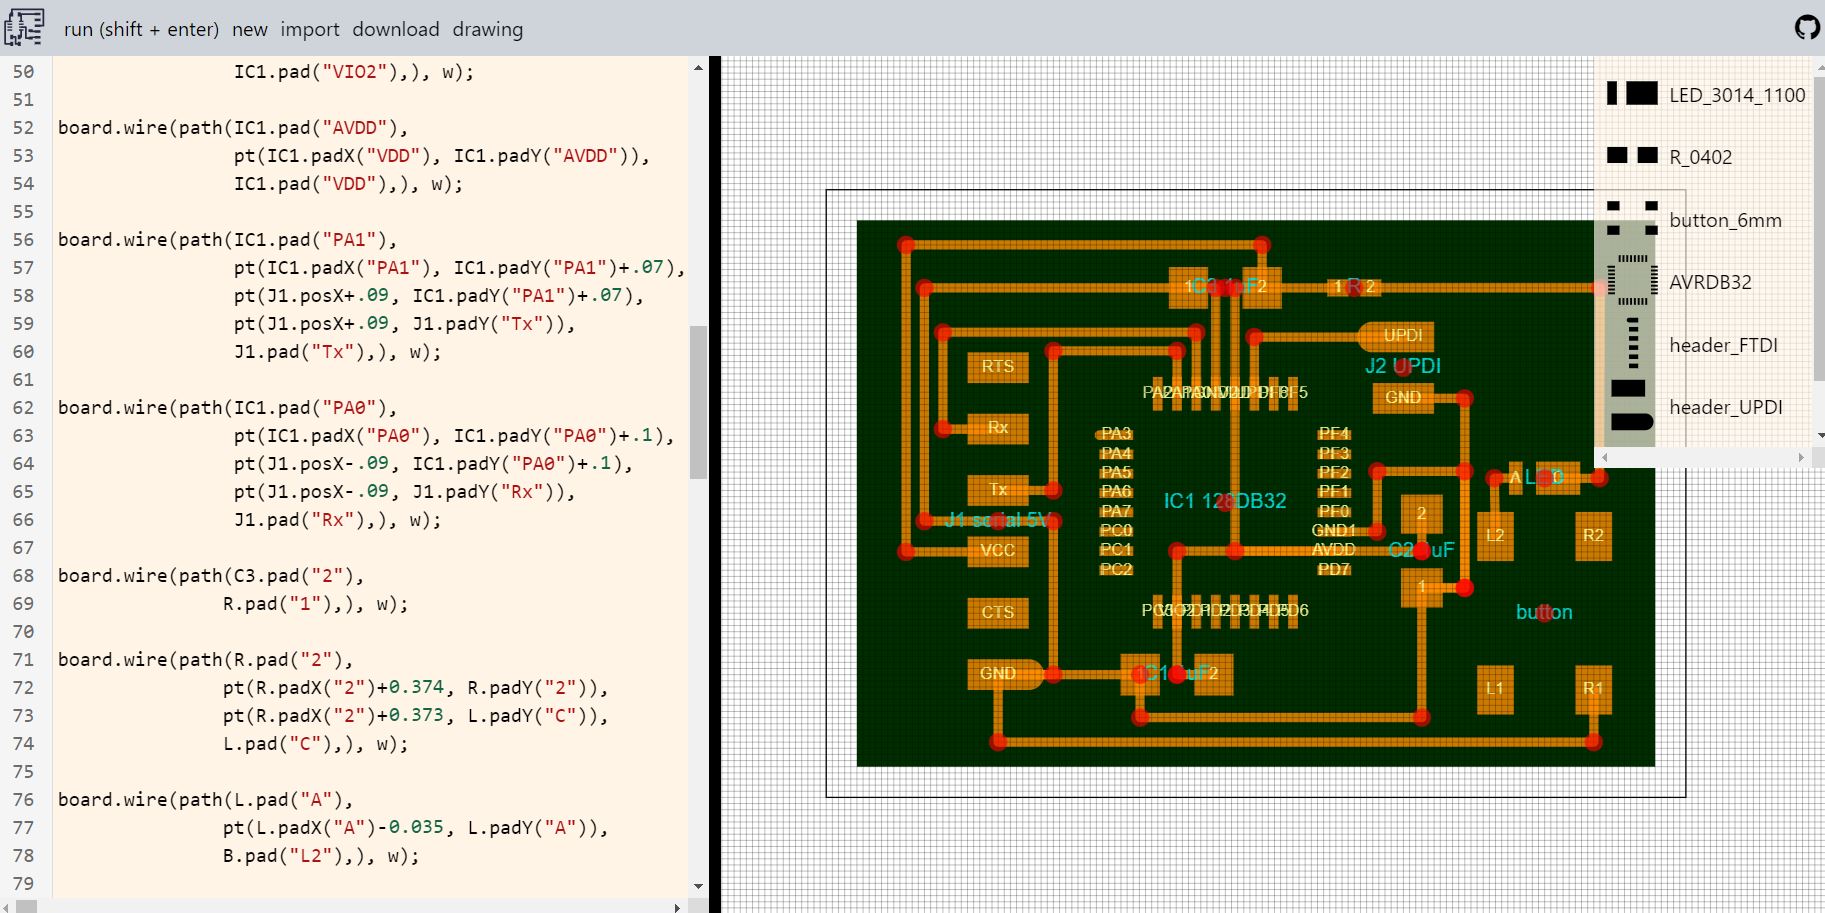 run (shift + enter) new import download drawing
50 IC1.pad("VIO2"),), w);
51
52 board.wire(path(IC1.pad("AVDD"),
53 pt(IC1.padX("VDD"), IC1.padY("AVDD")),
54 IC1.pad("VDD"),), w);
55
56 board.wire(path(IC1.pad("PA1"),
57 pt(IC1.padX("PA1"), IC1.padY("PA1")+.07),
58 pt(J1.posX+.09, IC1.padY("PA1")+.07),
59 pt(J1.posX+.09, J1.padY("Tx")),
60 J1.pad("Tx"),), w);
61
62 board.wire(path(IC1.pad("PA0"),
63 pt(IC1.padX("PA0"), IC1.padY("PA0")+.1),
64 pt(J1.posX-.09, IC1.padY("PA0")+.1),
65 pt(J1.posX-.09, J1.padY("Rx")),
66 J1.pad("Rx"),), w);
67
68 board.wire(path(C3.pad("2"),
69 R.pad("1"),), w);
70
71 board.wire(path(R.pad("2"),
72 pt(R.padX("2")+0.374, R.padY("2")),
73 pt(R.padX("2")+0.373, L.padY("C")),
74 L.pad("C"),), w);
75
76 board.wire(path(L.pad("A"),
77 pt(L.padX("A")-0.035, L.padY("A")),
78 B.pad("L2"),), w);
79
1 2
1 R 2
UPDI
J2 UPDI
GND
RTS
Rx
Tx
J1 serial 5V
VCC
CTS
GND
PA3
PA4
PA5
PA6
PA7
PC0
PC1
PC2
IC1 128DB32
PF4
PF3
PF2
PF1
PF0
GND1
AVDD
PD7
2
1
2
A
L2
R2
button
L1
R1
LED_3014_1100
R_0402
button_6mm
AVRDB32
header_FTDI
header_UPDI